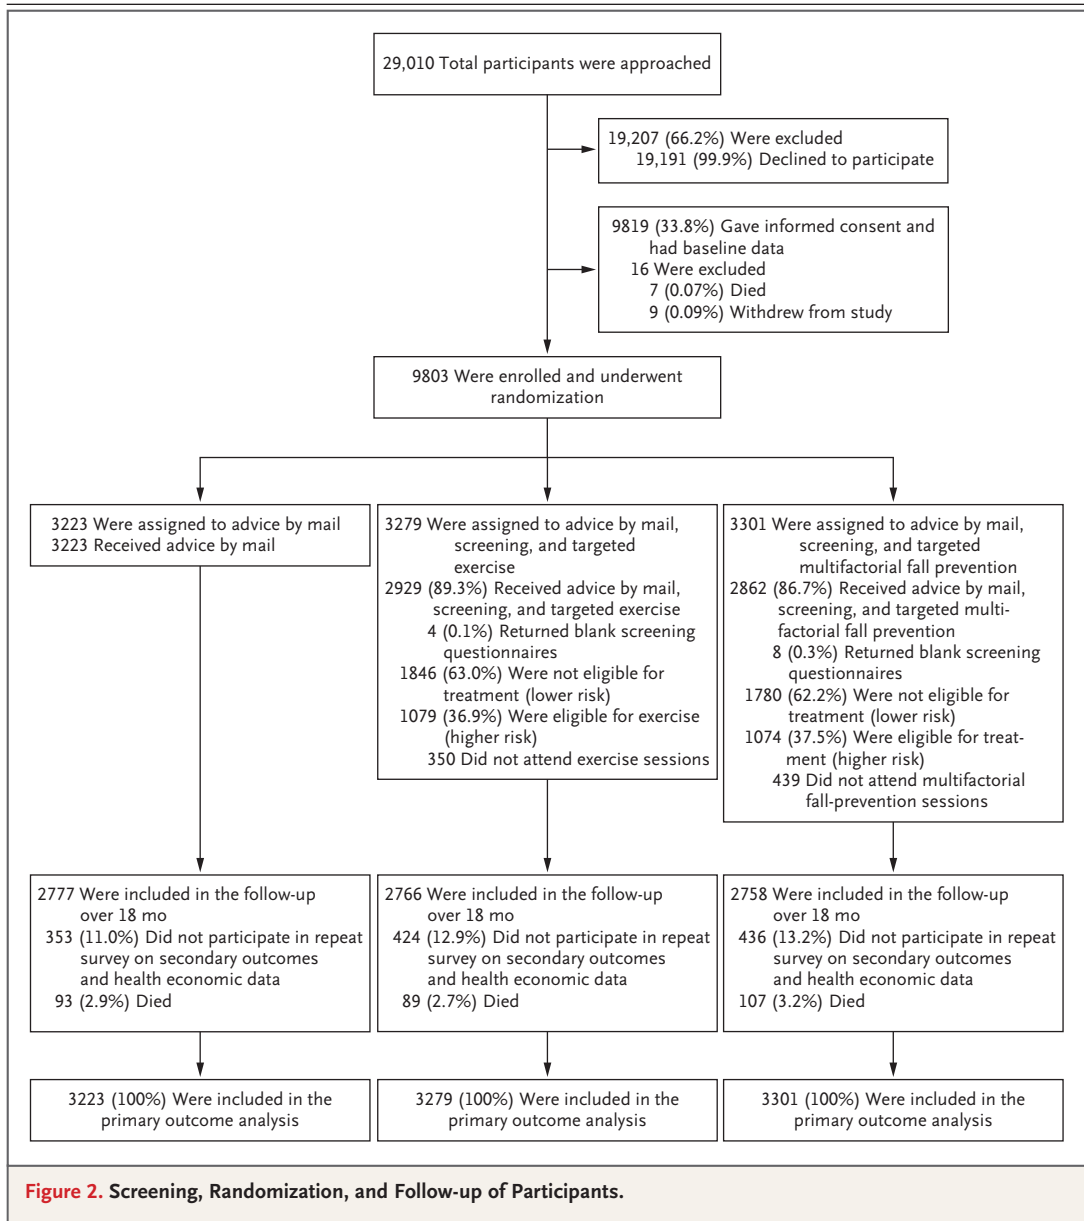 29,010 Total participants were approached
19,207 (66.2%) Were excluded
19,191 (99.9%) Declined to participate
9819 (33.8%) Gave informed consent and
had baseline data
16 Were excluded
7 (0.07%) Died
9 (0.09%) Withdrew from study
9803 Were enrolled and underwent
randomization
3223 Were assigned to advice by mail
3223 Received advice by mail
3279 Were assigned to advice by mail,
screening, and targeted
exercise
2929 (89.3%) Received advice by mail,
screening, and targeted exercise
4 (0.1%) Returned blank screening
questionnaires
1846 (63.0%) Were not eligible for
treatment (lower risk)
1079 (36.9%) Were eligible for exercise
(higher risk)
350 Did not attend exercise sessions
3301 Were assigned to advice by mail,
screening, and targeted
multifactorial fall prevention
2862 (86.7%) Received advice by mail,
screening, and targeted multi-
factorial fall prevention
8 (0.3%) Returned blank screening
questionnaires
1780 (62.2%) Were not eligible for
treatment (lower risk)
1074 (37.5%) Were eligible for treat-
ment (higher risk)
439 Did not attend multifactorial
fall-prevention sessions
2777 Were included in the follow-up
over 18 mo
353 (11.0%) Did not participate in repeat
survey on secondary outcomes
and health economic data
93 (2.9%) Died
2766 Were included in the follow-up
over 18 mo
424 (12.9%) Did not participate in repeat
survey on secondary outcomes
and health economic data
89 (2.7%) Died
2758 Were included in the follow-up
over 18 mo
436 (13.2%) Did not participate in repeat
survey on secondary outcomes
and health economic data
107 (3.2%) Died
3223 (100%) Were included in the
primary outcome analysis
3279 (100%) Were included in the
primary outcome analysis
3301 (100%) Were included in the
primary outcome analysis
Figure 2. Screening, Randomization, and Follow-up of Participants.